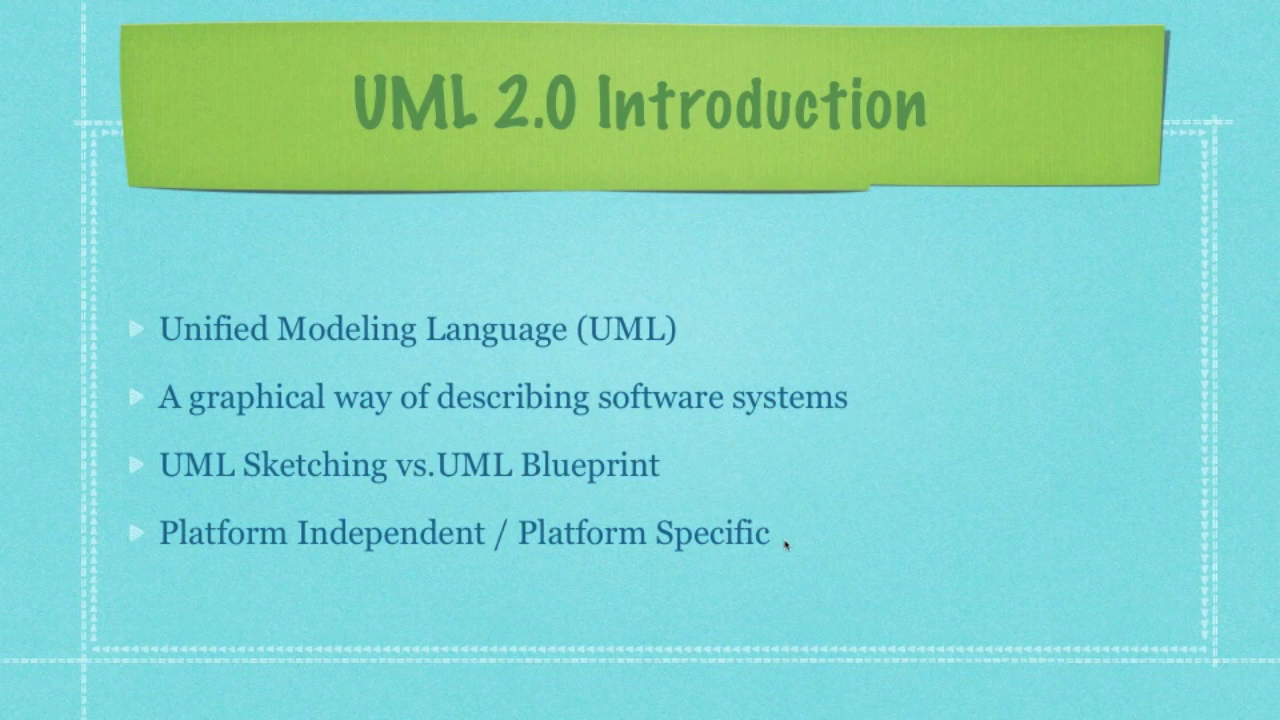 UML 2.0 Introduction
Unified Modeling Language (UML)
A graphical way of describing software systems
UML Sketching vs.UML Blueprint
Platform Independent / Platform Specific